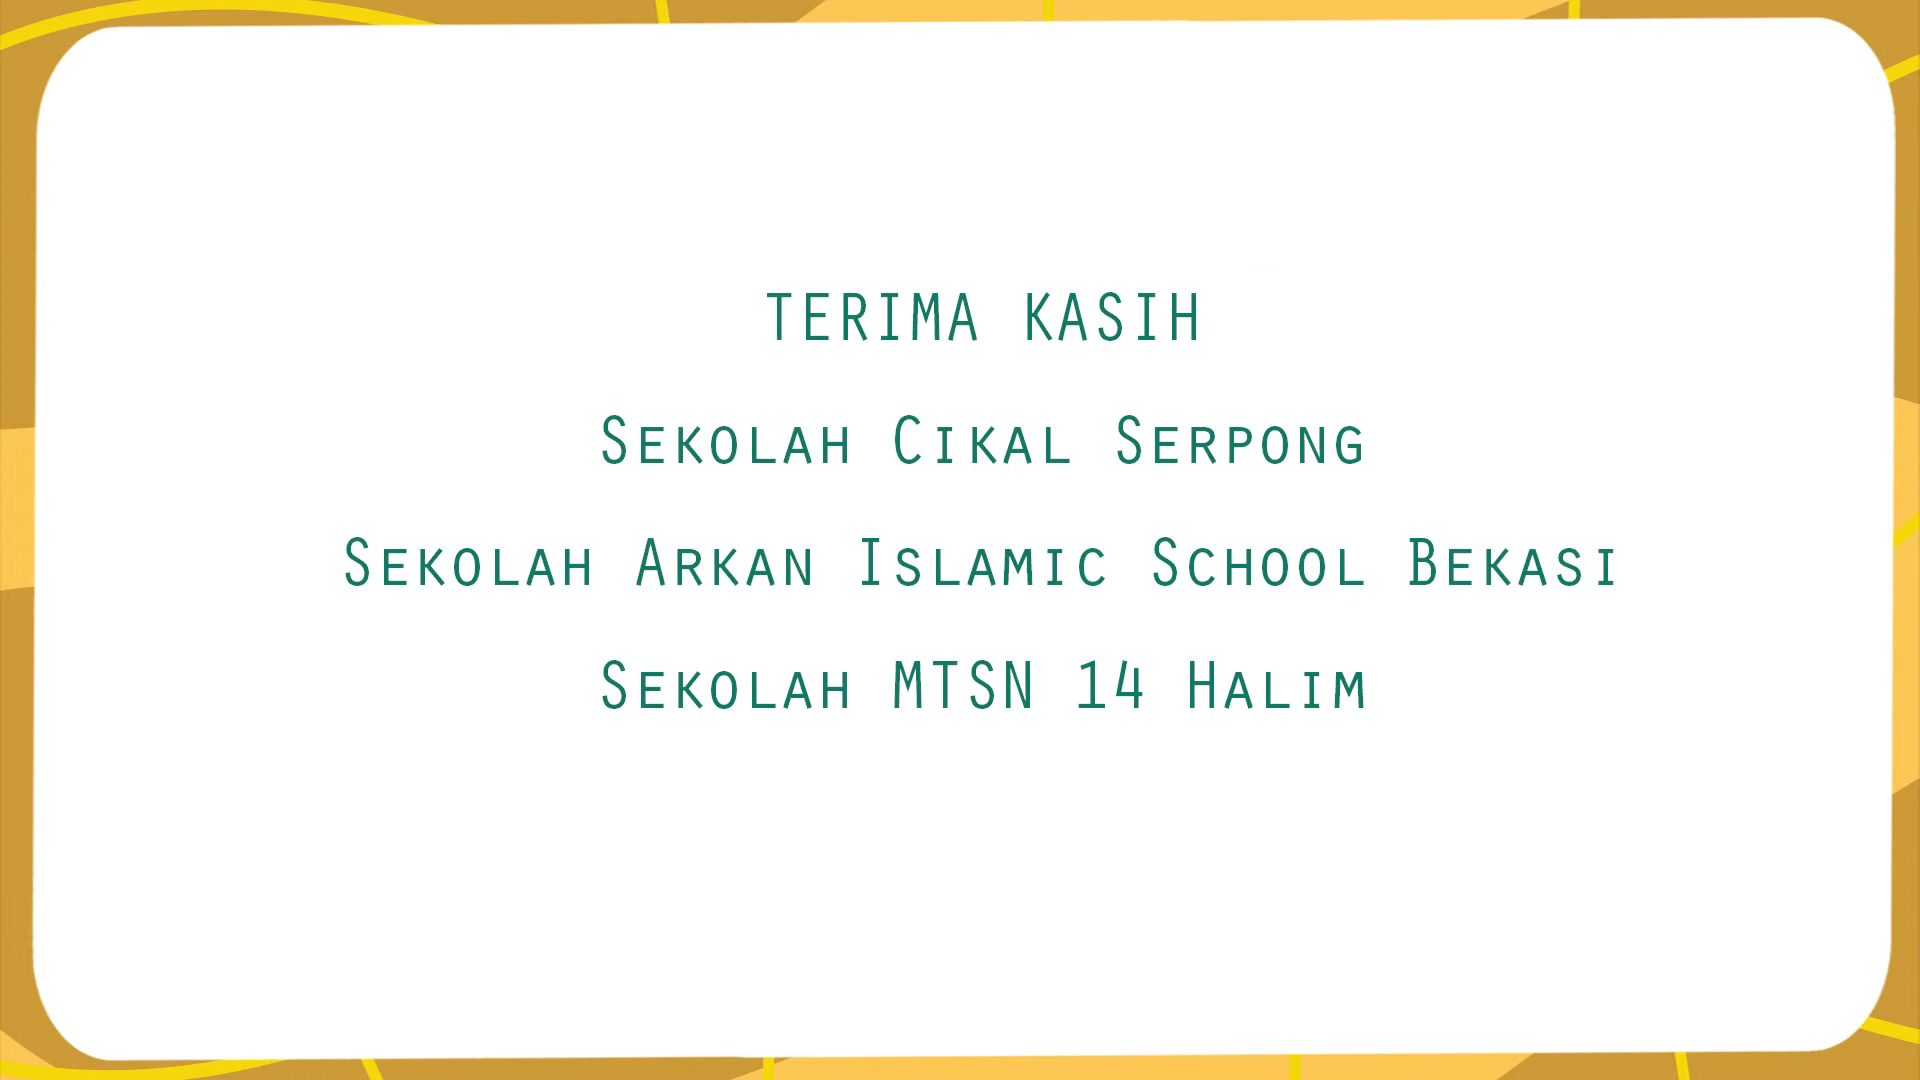 TERIMA KASIH
Sekolah Cikal Serpong
Sekolah Arkan Islamic School Bekasi
Sekolah MTSN 14 Halim